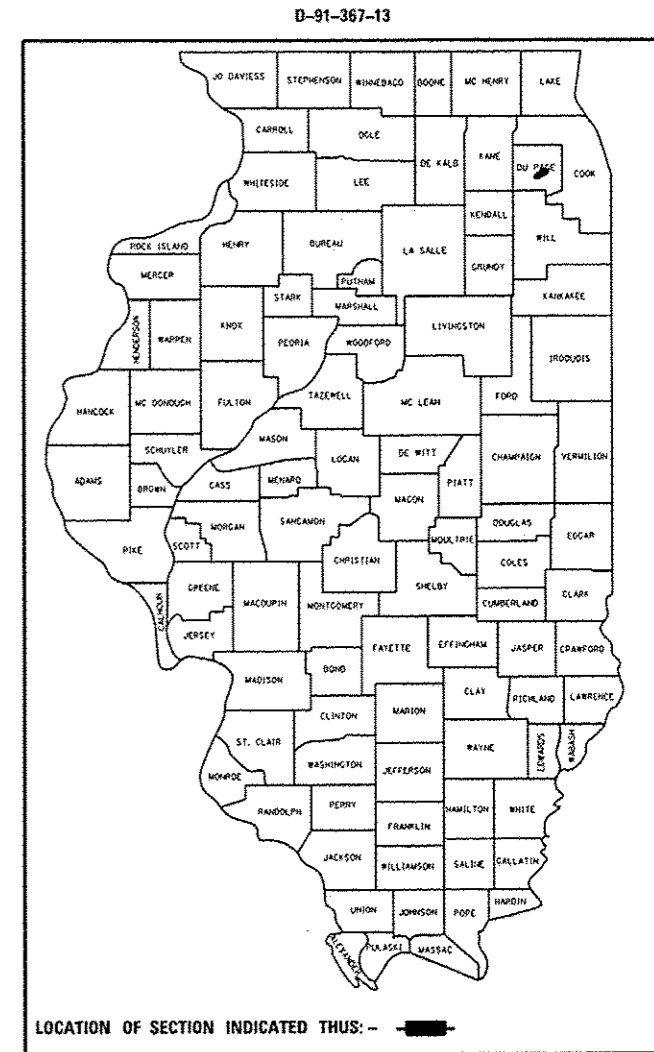 D-91-367-13
JO DAVIESS STEPHENSON WINNEBAGO BOONE MC HENRY LAKE
CARROLL OGLE
DE KALB KANE DU PAGE COOK
WHITESIDE LEE
KENDALL WILL
ROCK ISLAND HENRY BUREAU LA SALLE
MERCER PUTNAM GRUNDY
STARK MARSHALL KANKAKEE
HENDERSON WARREN KNOX PEORIA WOODFORD LIVINGSTON IROQUOIS
HANCOCK MC DONOUGH FULTON TAZEWELL MC LEAN FORD
MASON
SCHUYLER LOGAN DE WITT CHAMPAIGN VERMILION
ADAMS BROWN CASS MENARD MACON PIATT
MORGAN SANGAMON DOUGLAS
PIKE SCOTT CHRISTIAN MOULTRIE COLES EDGAR
CALHOUN GREENE MACOUPIN MONTGOMERY SHELBY CUMBERLAND CLARK
JERSEY FAYETTE EFFINGHAM JASPER CRAWFORD
MADISON BOND
CLAY RICHLAND LAWRENCE
CLINTON MARION
ST. CLAIR WAYNE EDWARDS WABASH
WASHINGTON JEFFERSON
MONROE
RANDOLPH PERRY HAMILTON WHITE
FRANKLIN
JACKSON WILLIAMSON SALINE GALLATIN
UNION JOHNSON POPE HARDIN
ALEXANDER PULASKI MASSAC
LOCATION OF SECTION INDICATED THUS: -